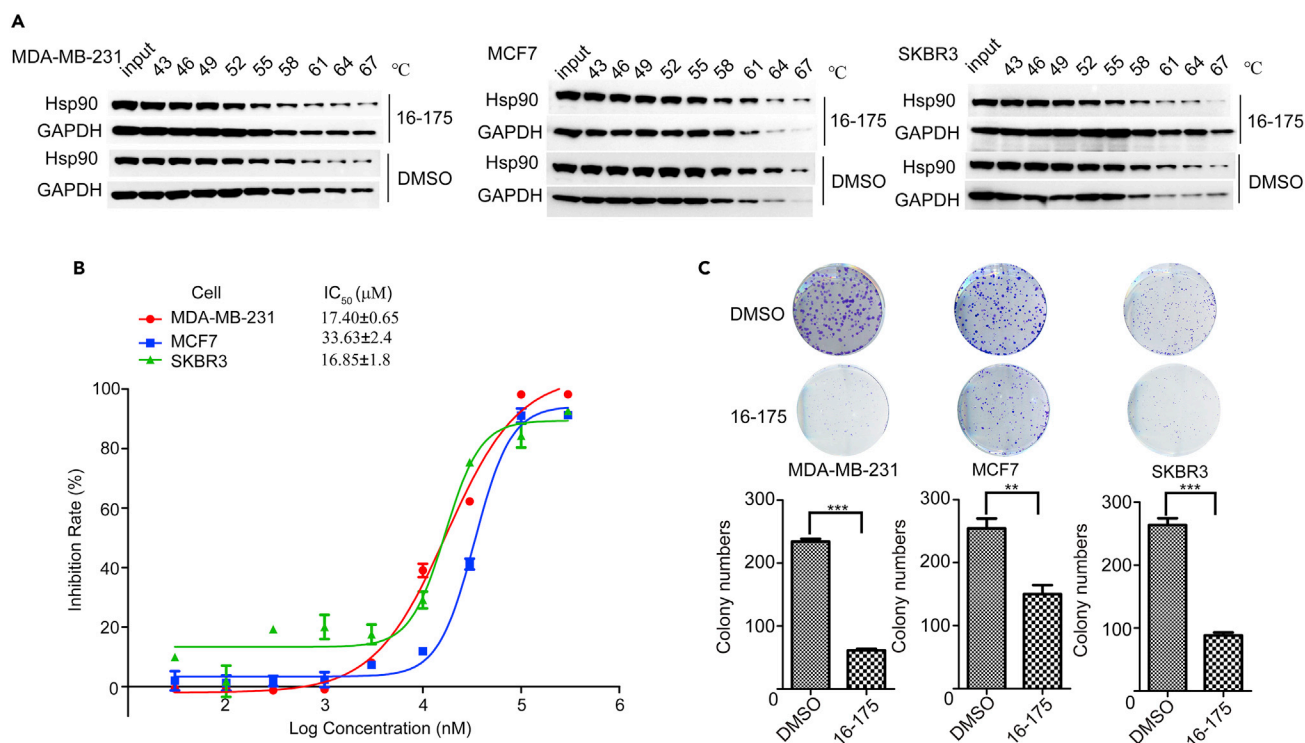 A
MDA-MB-231 input 43 46 49 52 55 58 61 64 67 °C
Hsp90
GAPDH
16-175
Hsp90
GAPDH
DMSO
MCF7 input 43 46 49 52 55 58 61 64 67 °C
Hsp90
GAPDH
16-175
Hsp90
GAPDH
DMSO
SKBR3 input 43 46 49 52 55 58 61 64 67 °C
Hsp90
GAPDH
16-175
Hsp90
GAPDH
DMSO
B
Cell IC50 (μM)
MDA-MB-231 17.40±0.65
MCF7 33.63±2.4
SKBR3 16.85±1.8
100
80
60
40
20
0
Inhibition Rate (%)
2 3 4 5 6
Log Concentration (nM)
C
DMSO
16-175
MDA-MB-231 MCF7 SKBR3
300
200
100
0
Colony numbers
***
DMSO 16-175
300
200
100
0
Colony numbers
**
DMSO 16-175
300
200
100
0
Colony numbers
***
DMSO 16-175